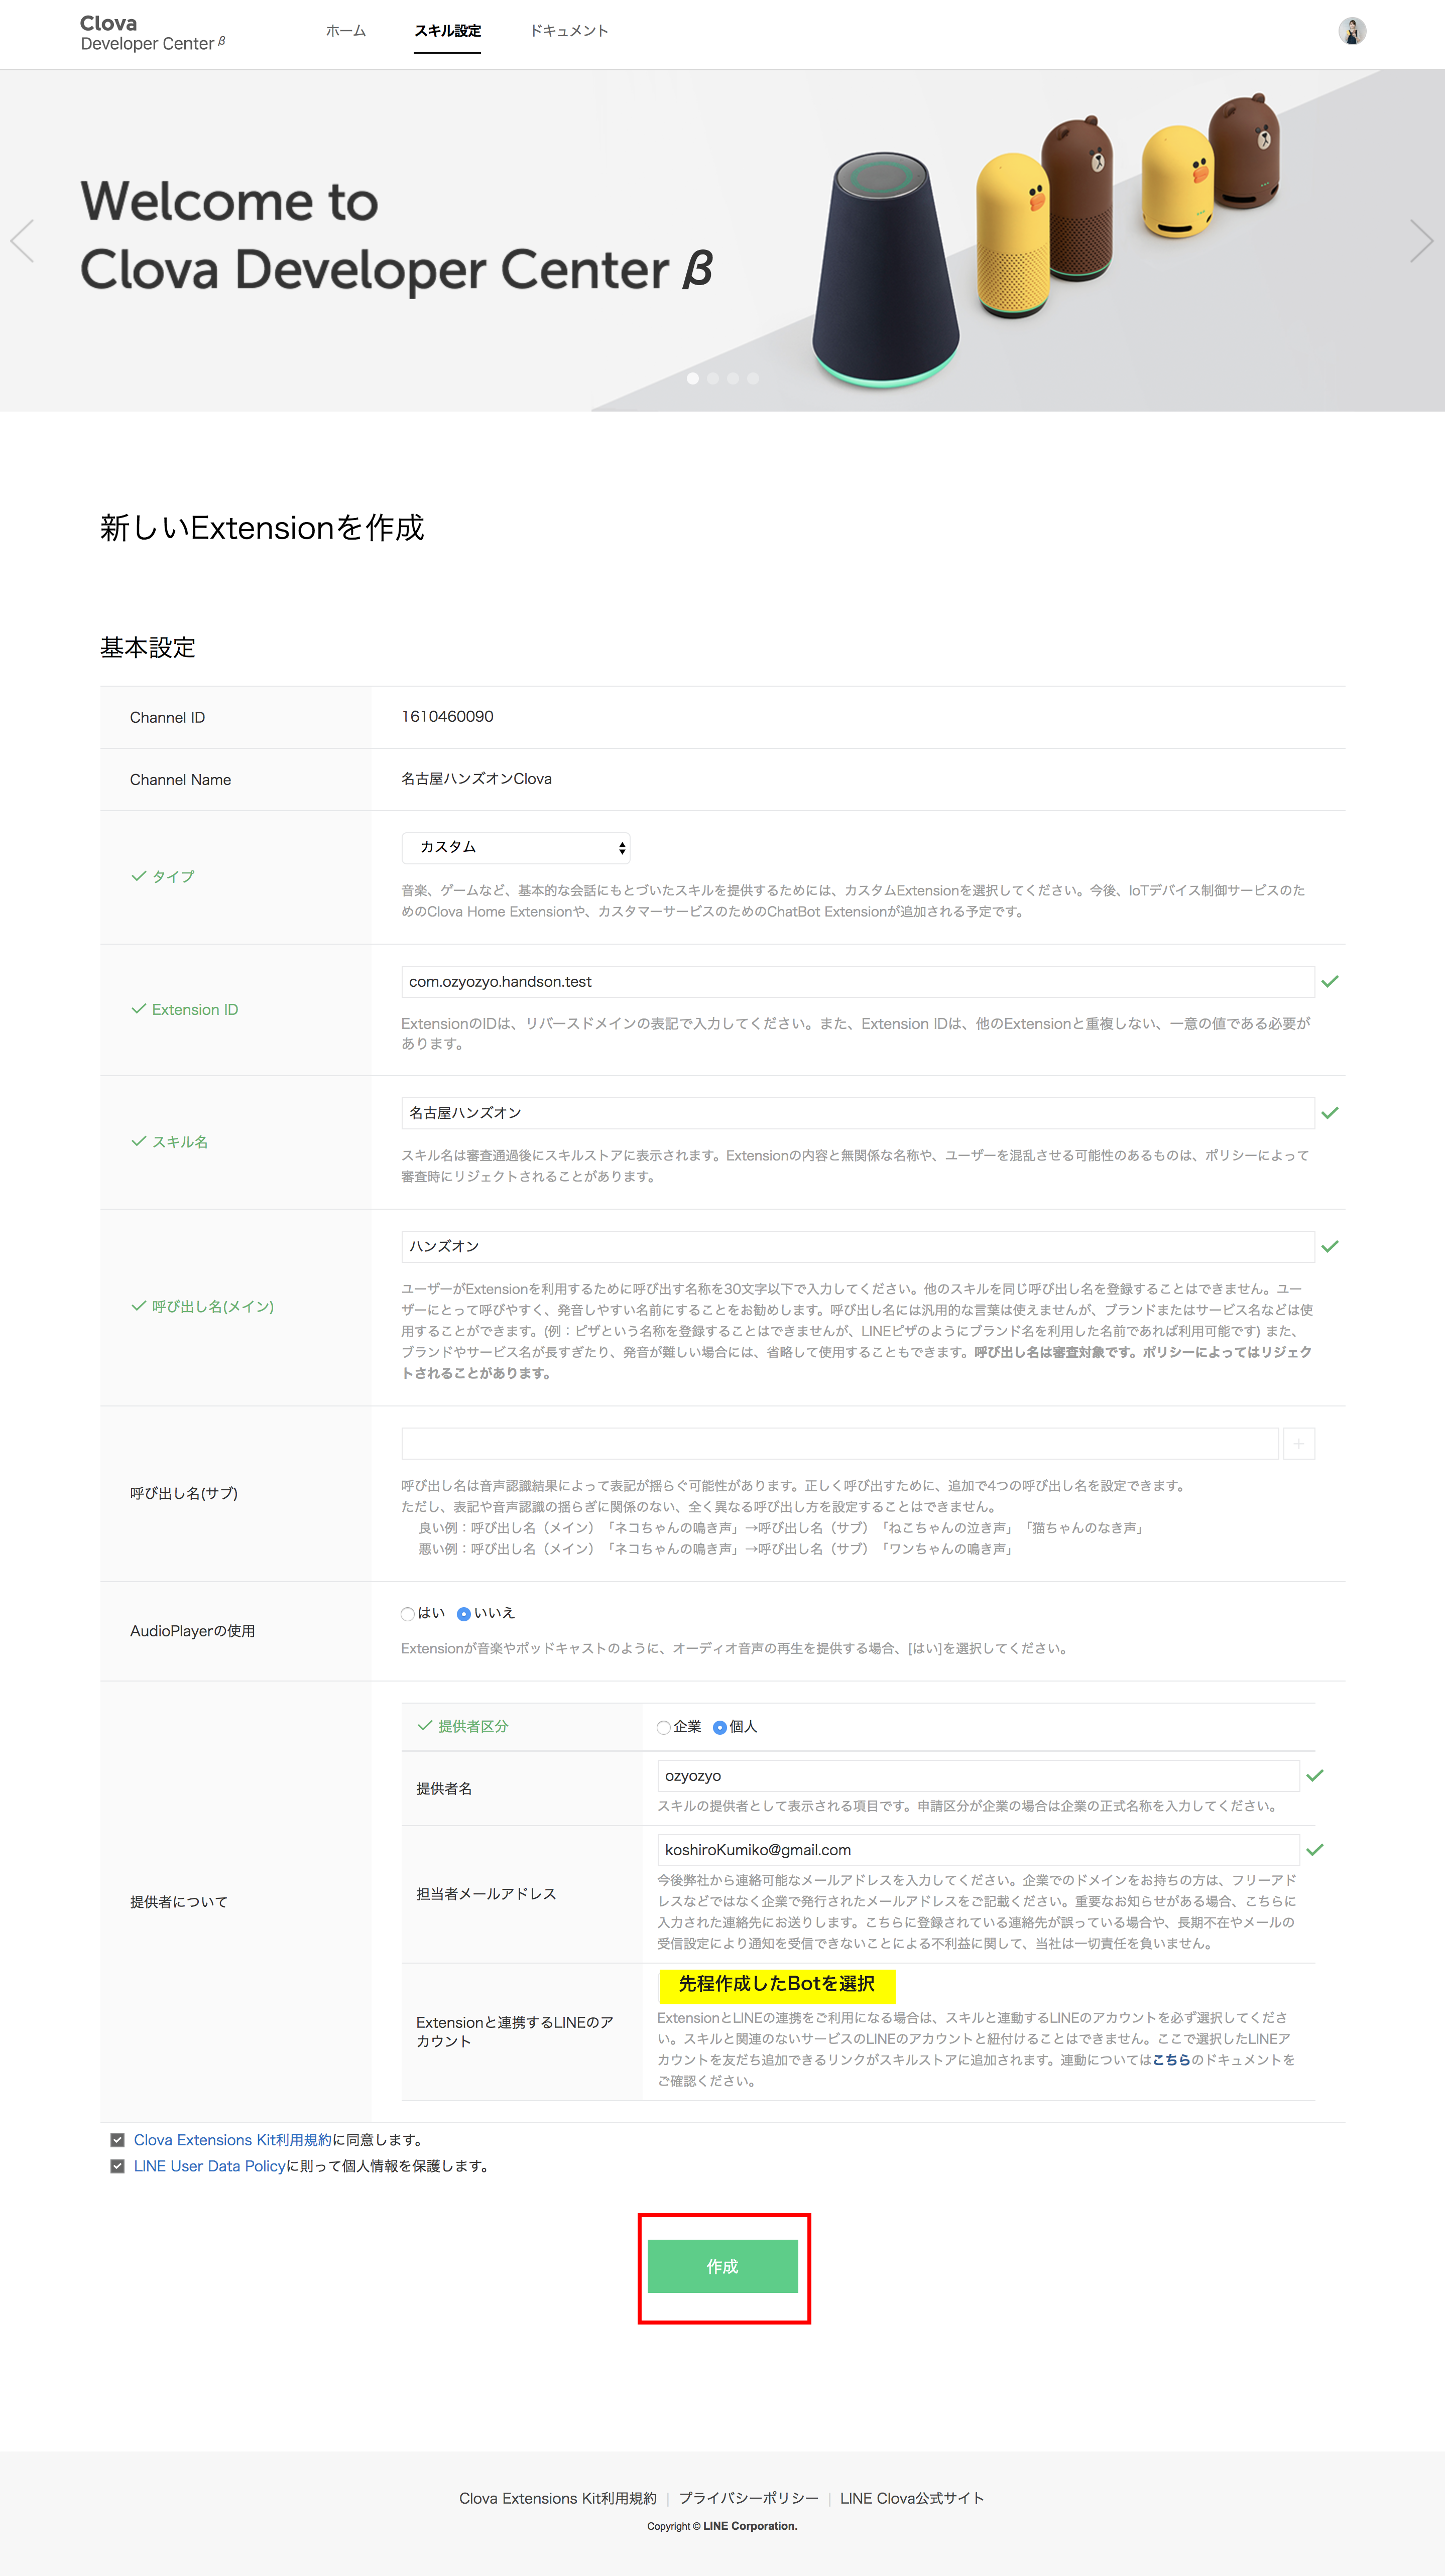 Clova
Developer Center β
ホーム
スキル設定
ドキュメント
Welcome to
Clova Developer Center β
新しいExtensionを作成
基本設定
Channel ID
1610460090
Channel Name
名古屋ハンズオンClova
タイプ
カスタム
音楽、ゲームなど、基本的な会話にもとづいたスキルを提供するためには、カスタムExtensionを選択してください。今後、IoTデバイス制御サービスのた
めのClova Home Extensionや、カスタマーサービスのためのChatBot Extensionが追加される予定です。
Extension ID
com.ozyozyo.handson.test
ExtensionのIDは、リバースドメインの表記で入力してください。また、Extension IDは、他のExtensionと重複しない、一意の値である必要が
あります。
スキル名
名古屋ハンズオン
スキル名は審査通過後にスキルストアに表示されます。Extensionの内容と無関係な名称や、ユーザーを混乱させる可能性のあるものは、ポリシーによって
審査時にリジェクトされることがあります。
呼び出し名(メイン)
ハンズオン
ユーザーがExtensionを利用するために呼び出す名称を30文字以下で入力してください。他のスキルを同じ呼び出し名を登録することはできません。ユー
ザーにとって呼びやすく、発音しやすい名前にすることをお勧めします。呼び出し名には汎用的な言葉は使えませんが、ブランドまたはサービス名などは使
用することができます。(例：ピザという名称を登録することはできませんが、LINEピザのようにブランド名を利用した名前であれば利用可能です) また、
ブランドやサービス名が長すぎたり、発音が難しい場合には、省略して使用することもできます。呼び出し名は審査対象です。ポリシーによってはリジェク
トされることがあります。
呼び出し名(サブ)
+
呼び出し名は音声認識結果によって表記が揺らぐ可能性があります。正しく呼び出すために、追加で4つの呼び出し名を設定できます。
ただし、表記や音声認識の揺らぎに関係のない、全く異なる呼び出し方を設定することはできません。
良い例：呼び出し名（メイン）「ネコちゃんの鳴き声」→呼び出し名（サブ）「ねこちゃんの泣き声」「猫ちゃんのなき声」
悪い例：呼び出し名（メイン）「ネコちゃんの鳴き声」→呼び出し名（サブ）「ワンちゃんの鳴き声」
AudioPlayerの使用
はい いいえ
Extensionが音楽やポッドキャストのように、オーディオ音声の再生を提供する場合、[はい]を選択してください。
提供者について
提供者区分
企業 個人
提供者名
ozyozyo
スキルの提供者として表示される項目です。申請区分が企業の場合は企業の正式名称を入力してください。
担当者メールアドレス
koshiroKumiko@gmail.com
今後弊社から連絡可能なメールアドレスを入力してください。企業でのドメインをお持ちの方は、フリーアド
レスなどではなく企業で発行されたメールアドレスをご記載ください。重要なお知らせがある場合、こちらに
入力された連絡先にお送りします。こちらに登録されている連絡先が誤っている場合や、長期不在やメールの
受信設定により通知を受信できないことによる不利益に関して、当社は一切責任を負いません。
Extensionと連携するLINEのア
カウント
先程作成したBotを選択
ExtensionとLINEの連携をご利用になる場合は、スキルと連動するLINEのアカウントを必ず選択してくださ
い。スキルと関連のないサービスのLINEのアカウントと紐付けることはできません。ここで選択したLINEア
カウントを友だち追加できるリンクがスキルストアに追加されます。連動についてはこちらのドキュメントを
ご確認ください。
Clova Extensions Kit利用規約に同意します。
LINE User Data Policyに則って個人情報を保護します。
作成
Clova Extensions Kit利用規約 | プライバシーポリシー | LINE Clova公式サイト
Copyright © LINE Corporation.